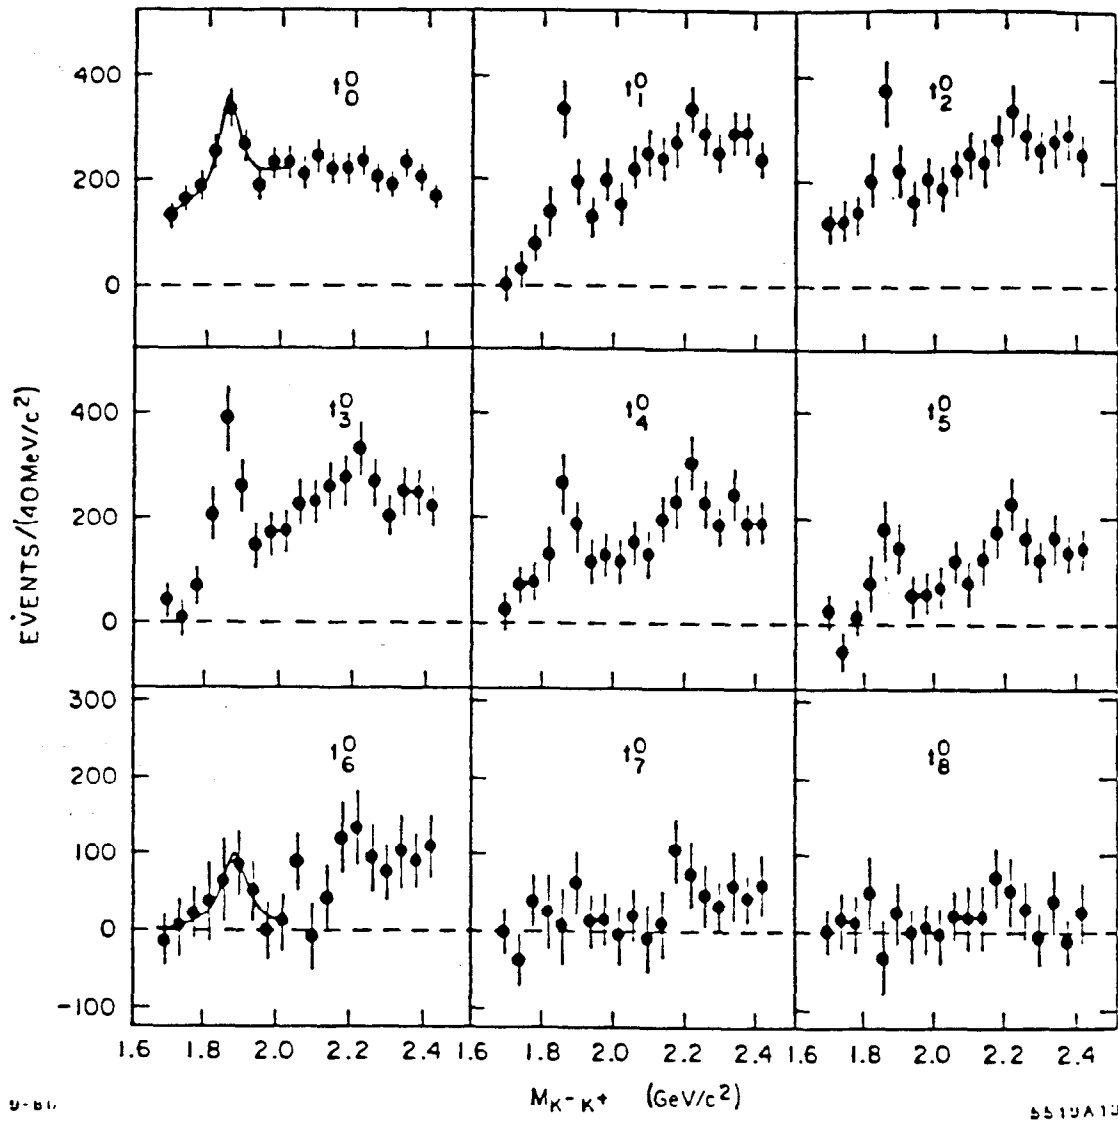 400
200
0
t⁰₀
t⁰₁
t⁰₂
400
200
0
t⁰₃
t⁰₄
t⁰₅
300
200
100
0
-100
t⁰₆
t⁰₇
t⁰₈
EVENTS/(40MeV/c²)
1.6 1.8 2.0 2.2 2.4 1.6 1.8 2.0 2.2 2.4 1.6 1.8 2.0 2.2 2.4
M K⁻K⁺ (GeV/c²)